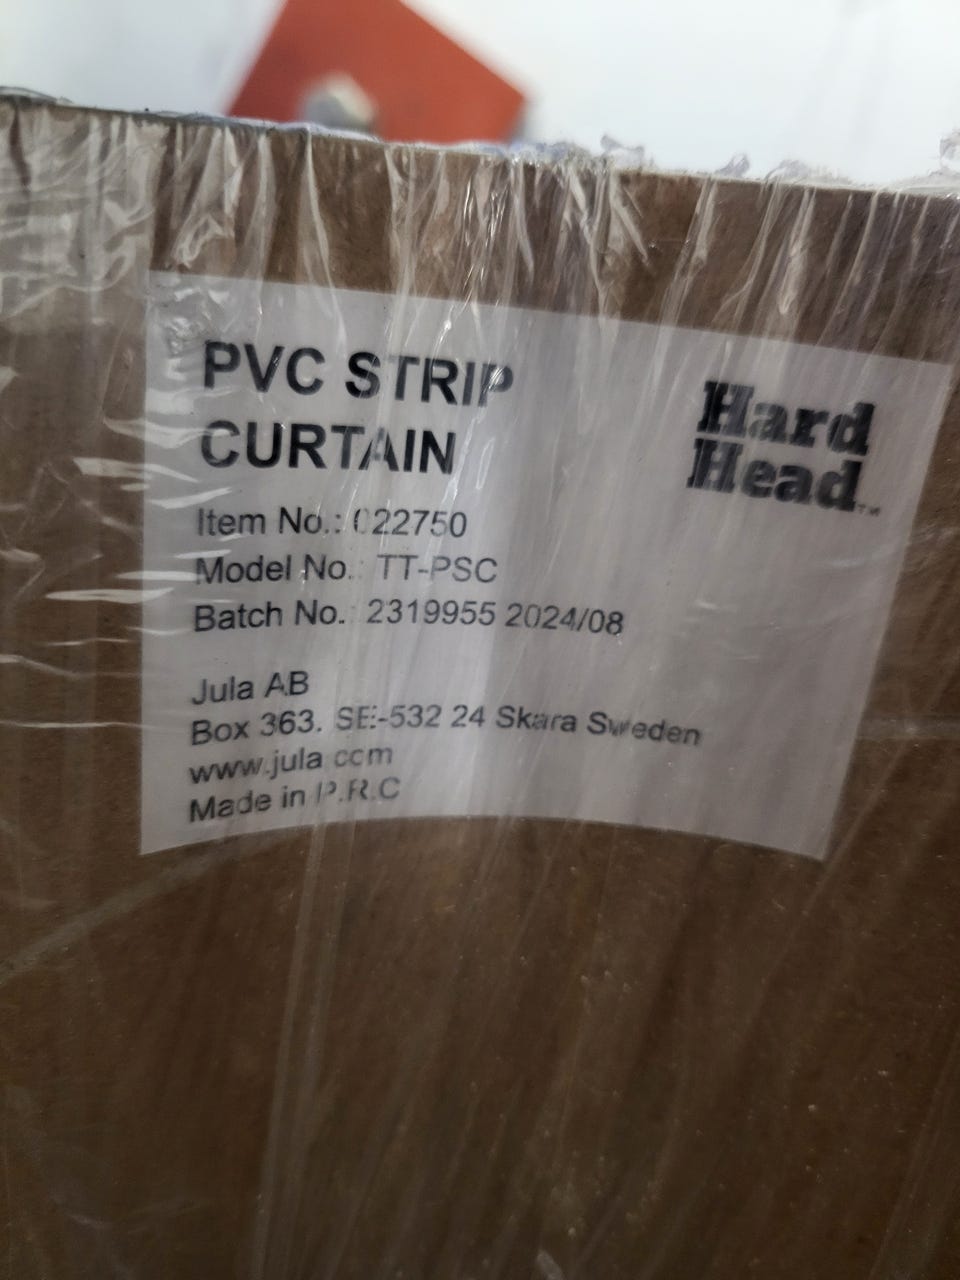 PVC STRIP
CURTAIN
Hard
Head™
Item No.: 022750
Model No.: TT-PSC
Batch No.: 2319955 2024/08
Jula AB
Box 363. SE-532 24 Skara Sweden
www.jula.com
Made in P.R.C